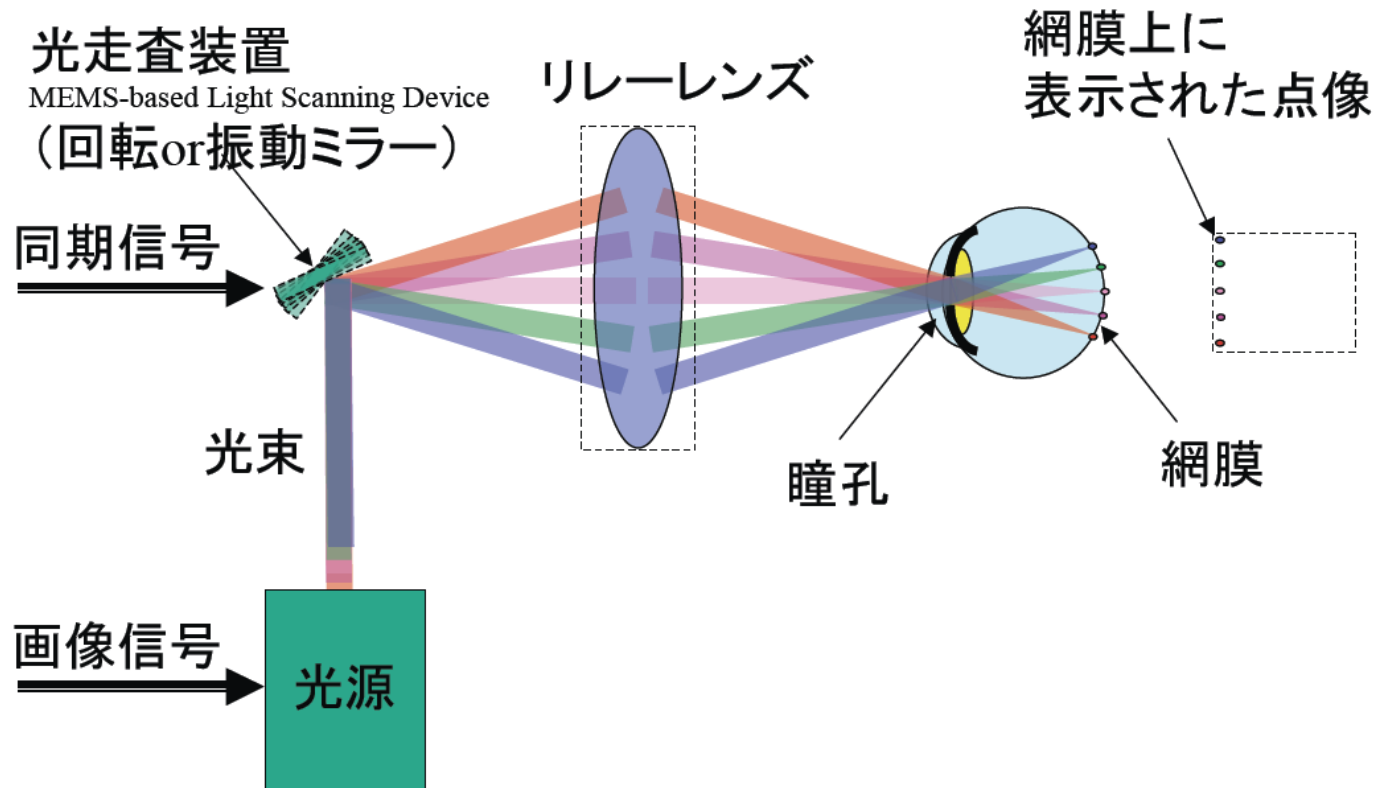 光走査装置
MEMS-based Light Scanning Device
（回転or振動ミラー）
リレーレンズ
網膜上に
表示された点像
同期信号
光束
瞳孔
網膜
画像信号
光源